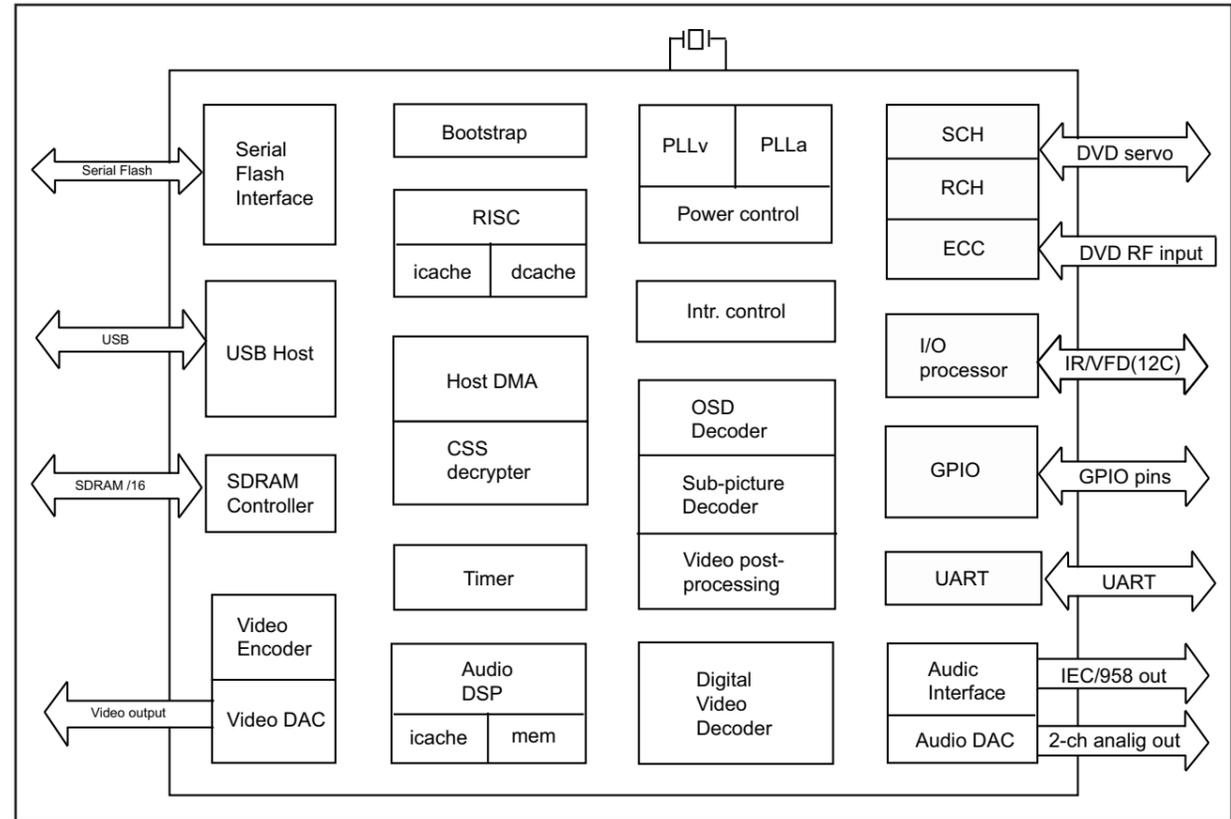 Serial Flash
Serial
Flash
Interface
USB
USB Host
SDRAM /16
SDRAM
Controller
Video
Encoder
Video output
Video DAC
Bootstrap
RISC
icache
dcache
Host DMA
CSS
decrypter
Timer
Audio
DSP
icache
mem
PLLv
PLLa
Power control
Intr. control
OSD
Decoder
Sub-picture
Decoder
Video post-
processing
Digital
Video
Decoder
SCH
RCH
ECC
DVD servo
DVD RF input
I/O
processor
IR/VFD(12C)
GPIO
GPIO pins
UART
UART
Audic
Interface
Audio DAC
IEC/958 out
2-ch analig out